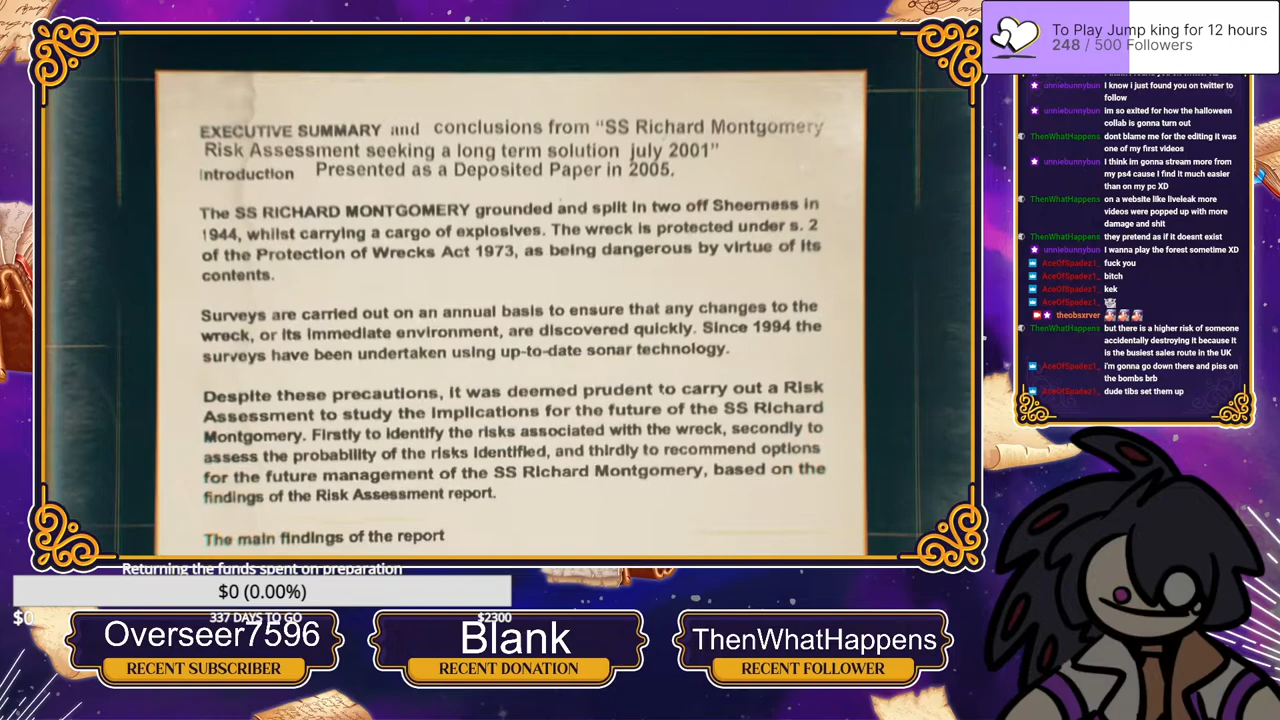 To Play Jump king for 12 hours
248 / 500 Followers
EXECUTIVE SUMMARY and conclusions from "SS Richard Montgomery
Risk Assessment seeking a long term solution july 2001"
Introduction Presented as a Deposited Paper in 2005.
The SS RICHARD MONTGOMERY grounded and split in two off Sheerness in
1944, whilst carrying a cargo of explosives. The wreck is protected under s. 2
of the Protection of Wrecks Act 1973, as being dangerous by virtue of its
contents.
Surveys are carried out on an annual basis to ensure that any changes to the
wreck, or its immediate environment, are discovered quickly. Since 1994 the
surveys have been undertaken using up-to-date sonar technology.
Despite these precautions, it was deemed prudent to carry out a Risk
Assessment to study the implications for the future of the SS Richard
Montgomery. Firstly to identify the risks associated with the wreck, secondly to
assess the probability of the risks identified, and thirdly to recommend options
for the future management of the SS Richard Montgomery, based on the
findings of the Risk Assessment report.
The main findings of the report
unniebunnybun I know i just found you on twitter to
follow
unniebunnybun im so exited for how the halloween
collab is gonna turn out
ThenWhatHappens dont blame me for the editing it was
one of my first videos
unniebunnybun I think im gonna stream more from
my ps4 cause I find it much easier
than on my pc XD
ThenWhatHappens on a website like liveleak more
videos were popped up with more
damage and shit
ThenWhatHappens they pretend as if it doesnt exist
unniebunnybun I wanna play the forest sometime XD
AceOfSpadez1_ fuck you
AceOfSpadez1_ bitch
AceOfSpadez1_ kek
AceOfSpadez1_
theobsxrver
ThenWhatHappens but there is a higher risk of someone
accidentally destroying it because it
is the busiest sales route in the UK
AceOfSpadez1_ i'm gonna go down there and piss on
the bombs brb
AceOfSpadez1_ dude tibs set them up
Returning the funds spent on preparation
$0 (0.00%)
$0 337 DAYS TO GO $2300
Overseer7596
RECENT SUBSCRIBER
Blank
RECENT DONATION
ThenWhatHappens
RECENT FOLLOWER